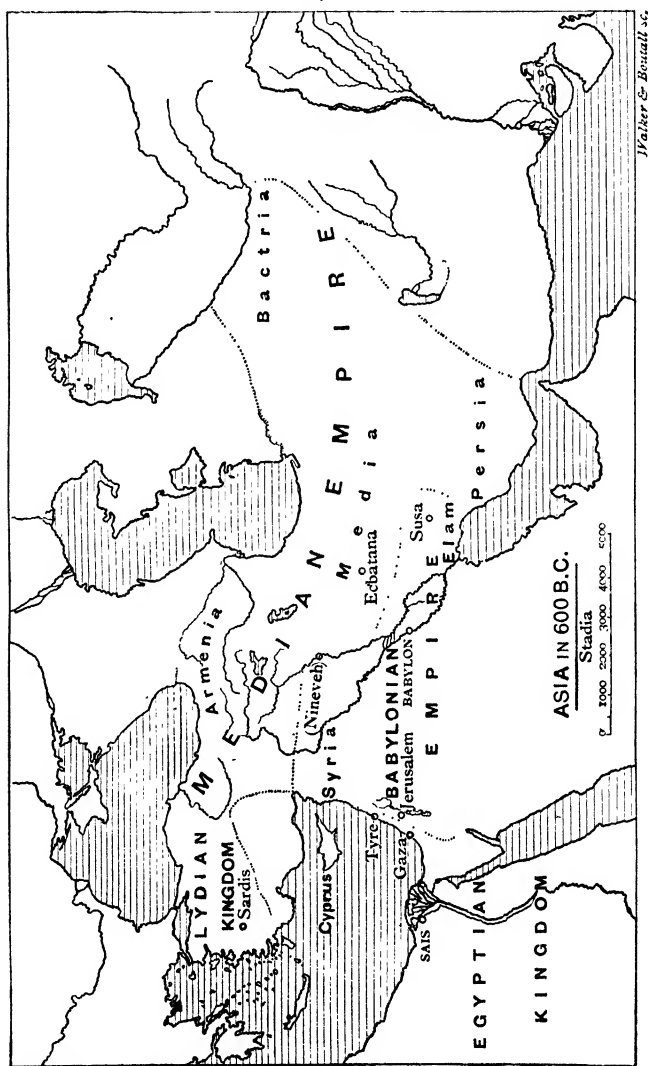 LYDIAN
KINGDOM
Sardis
MEDIAN EMPIRE
Armenia
Media
Ecbatana
Bactria
Persia
Susa
Elam
(Nineveh)
Syria
BABYLONIAN
EMPIRE
BABYLON
Jerusalem
Tyre
Gaza
Cyprus
SAIS
EGYPTIAN
KINGDOM
ASIA IN 600 B.C.
Stadia
0 1000 2000 3000 4000 5000
Walker & Boutall sc.